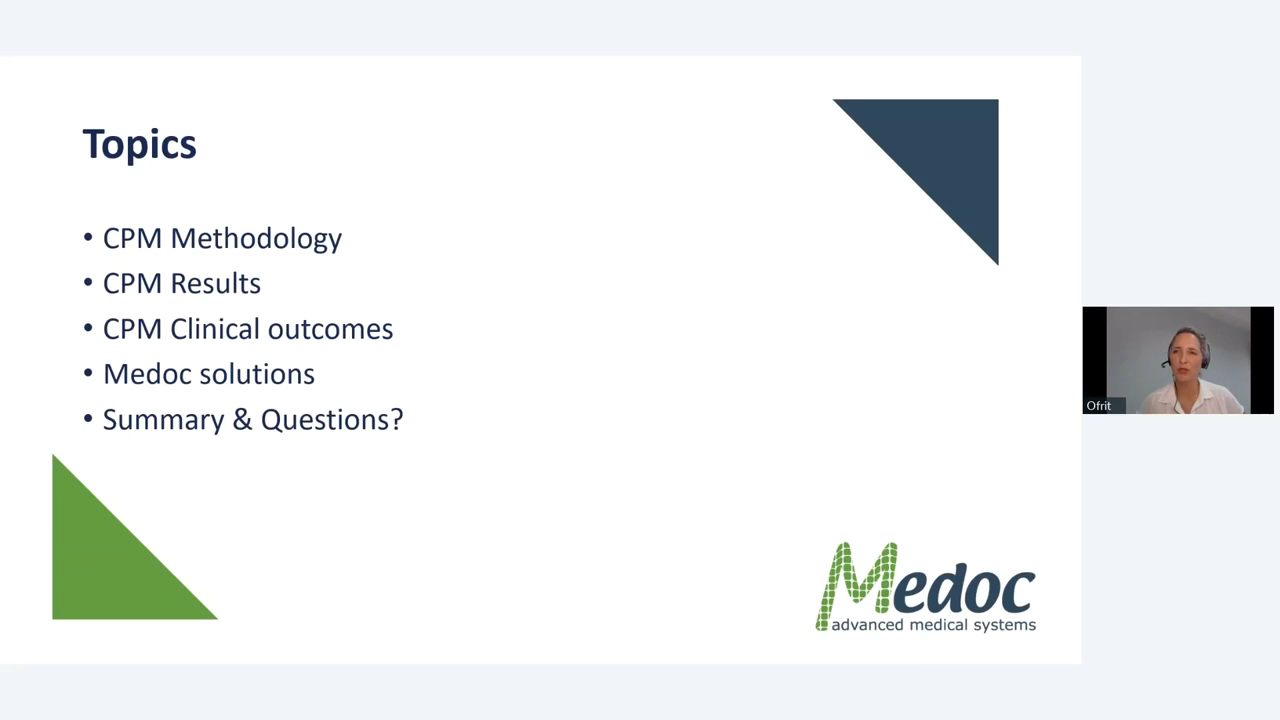 Topics
• CPM Methodology
• CPM Results
• CPM Clinical outcomes
• Medoc solutions
• Summary & Questions?
Ofrit
Medoc
advanced medical systems